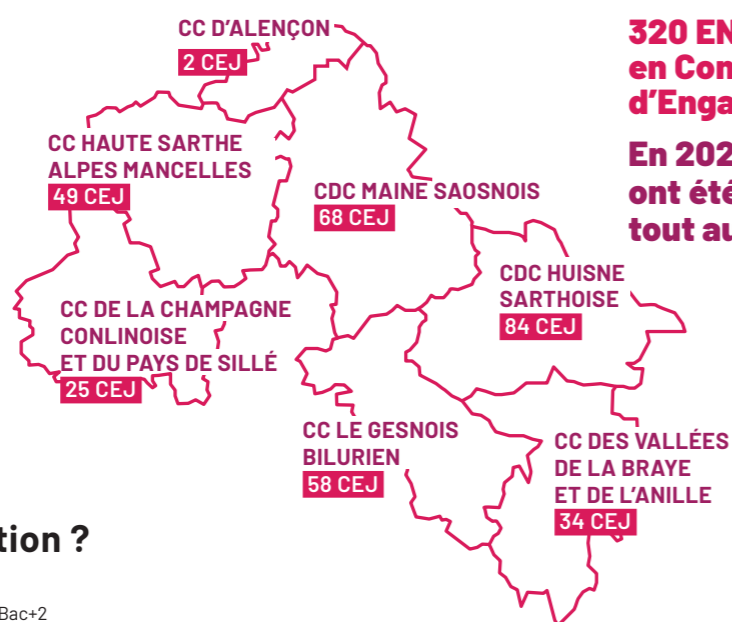 CC D'ALENÇON
2 CEJ
320 EN
en Con
d'Enga
En 202
ont été
tout au
CC HAUTE SARTHE
ALPES MANCELLES
49 CEJ
CDC MAINE SAOSNOIS
68 CEJ
CDC HUISNE
SARTHOISE
84 CEJ
CC DE LA CHAMPAGNE
CONLINOISE
ET DU PAYS DE SILLÉ
25 CEJ
CC LE GESNOIS
BILURIEN
58 CEJ
CC DES VALLÉES
DE LA BRAYE
ET DE L'ANILLE
34 CEJ
tion ?
Bac+2